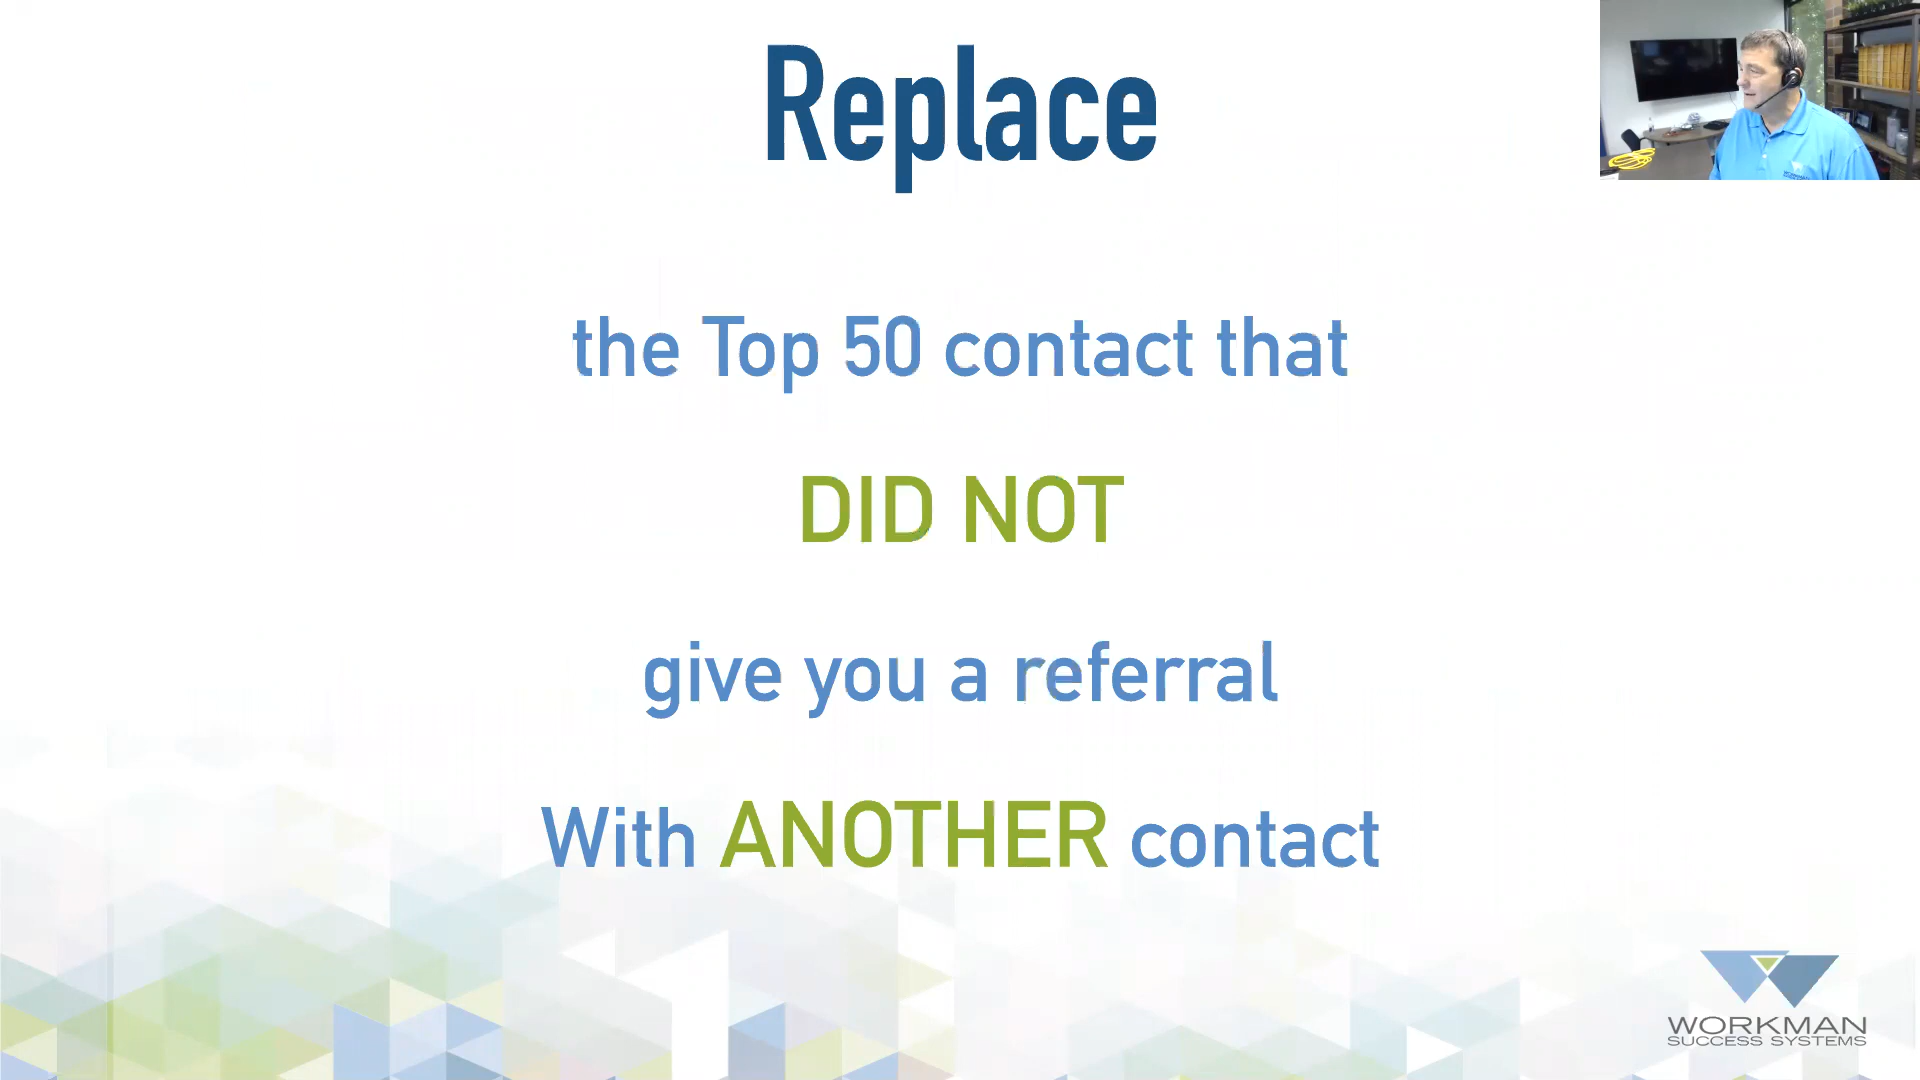 Replace
the Top 50 contact that
DID NOT
give you a referral
With ANOTHER contact
WORKMAN
SUCCESS SYSTEMS